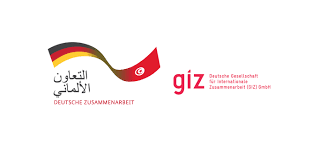 التعاون
الألماني
DEUTSCHE ZUSAMMENARBEIT
giz
Deutsche Gesellschaft
für Internationale
Zusammenarbeit (GIZ) GmbH